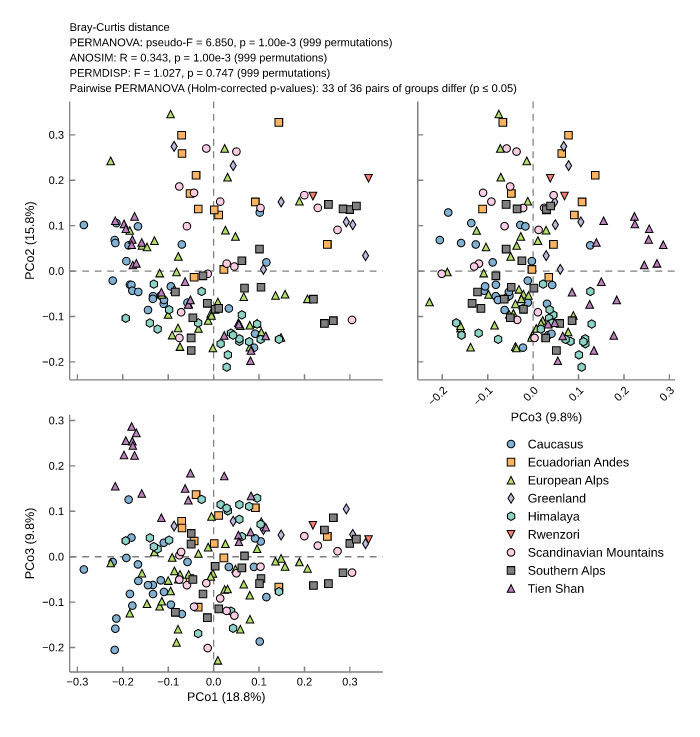 Bray-Curtis distance
PERMANOVA: pseudo-F = 6.850, p = 1.00e-3 (999 permutations)
ANOSIM: R = 0.343, p = 1.00e-3 (999 permutations)
PERMDISP: F = 1.027, p = 0.747 (999 permutations)
Pairwise PERMANOVA (Holm-corrected p-values): 33 of 36 pairs of groups differ (p ≤ 0.05)
0.3
0.2
0.1
0.0
−0.1
−0.2
PCo2 (15.8%)
−0.2
−0.1
0.0
0.1
0.2
0.3
PCo3 (9.8%)
0.3
0.2
0.1
0.0
−0.1
−0.2
PCo3 (9.8%)
−0.3
−0.2
−0.1
0.0
0.1
0.2
0.3
PCo1 (18.8%)
Caucasus
Ecuadorian Andes
European Alps
Greenland
Himalaya
Rwenzori
Scandinavian Mountains
Southern Alps
Tien Shan